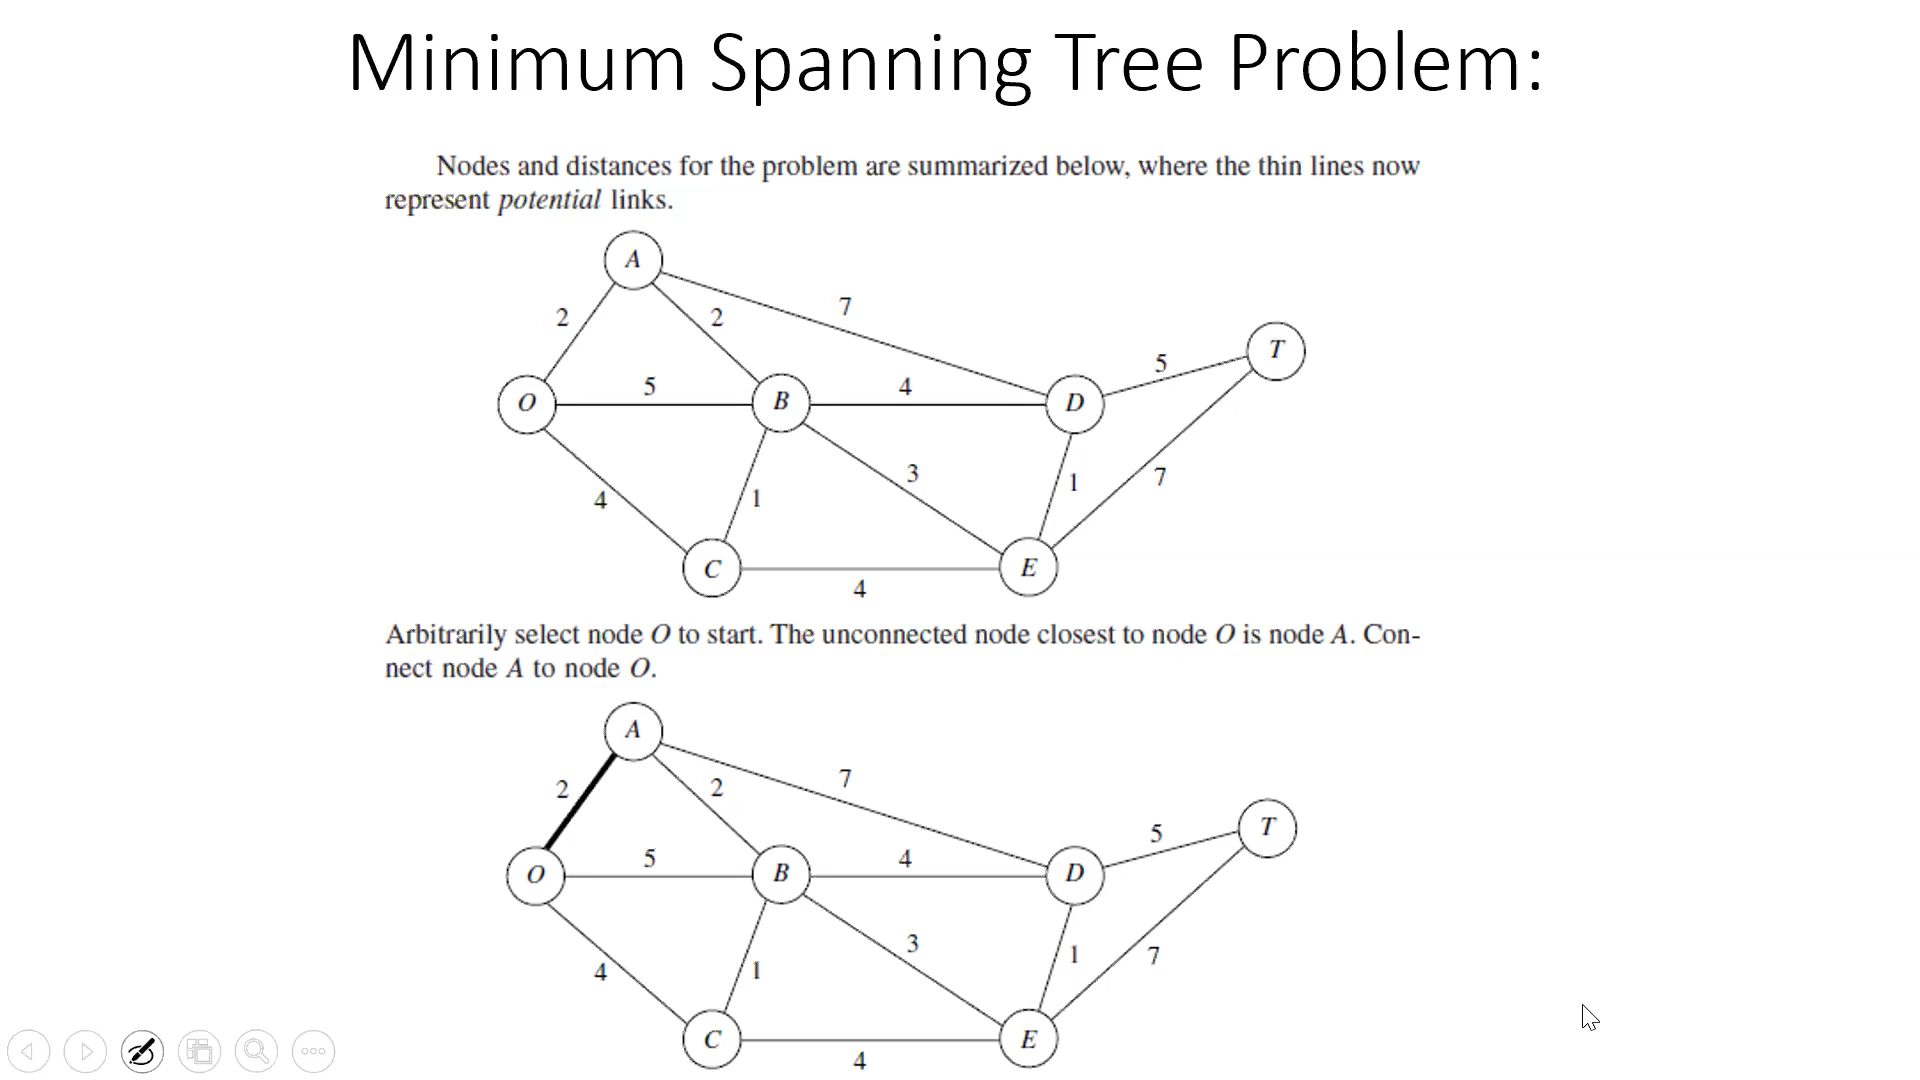 Minimum Spanning Tree Problem:
Nodes and distances for the problem are summarized below, where the thin lines now
represent potential links.
A
2
2
7
T
5
O
5
B
4
D
3
1
7
4
1
C
E
4
Arbitrarily select node O to start. The unconnected node closest to node O is node A. Con-
nect node A to node O.
A
2
2
7
T
5
O
5
B
4
D
3
1
7
4
1
C
E
4